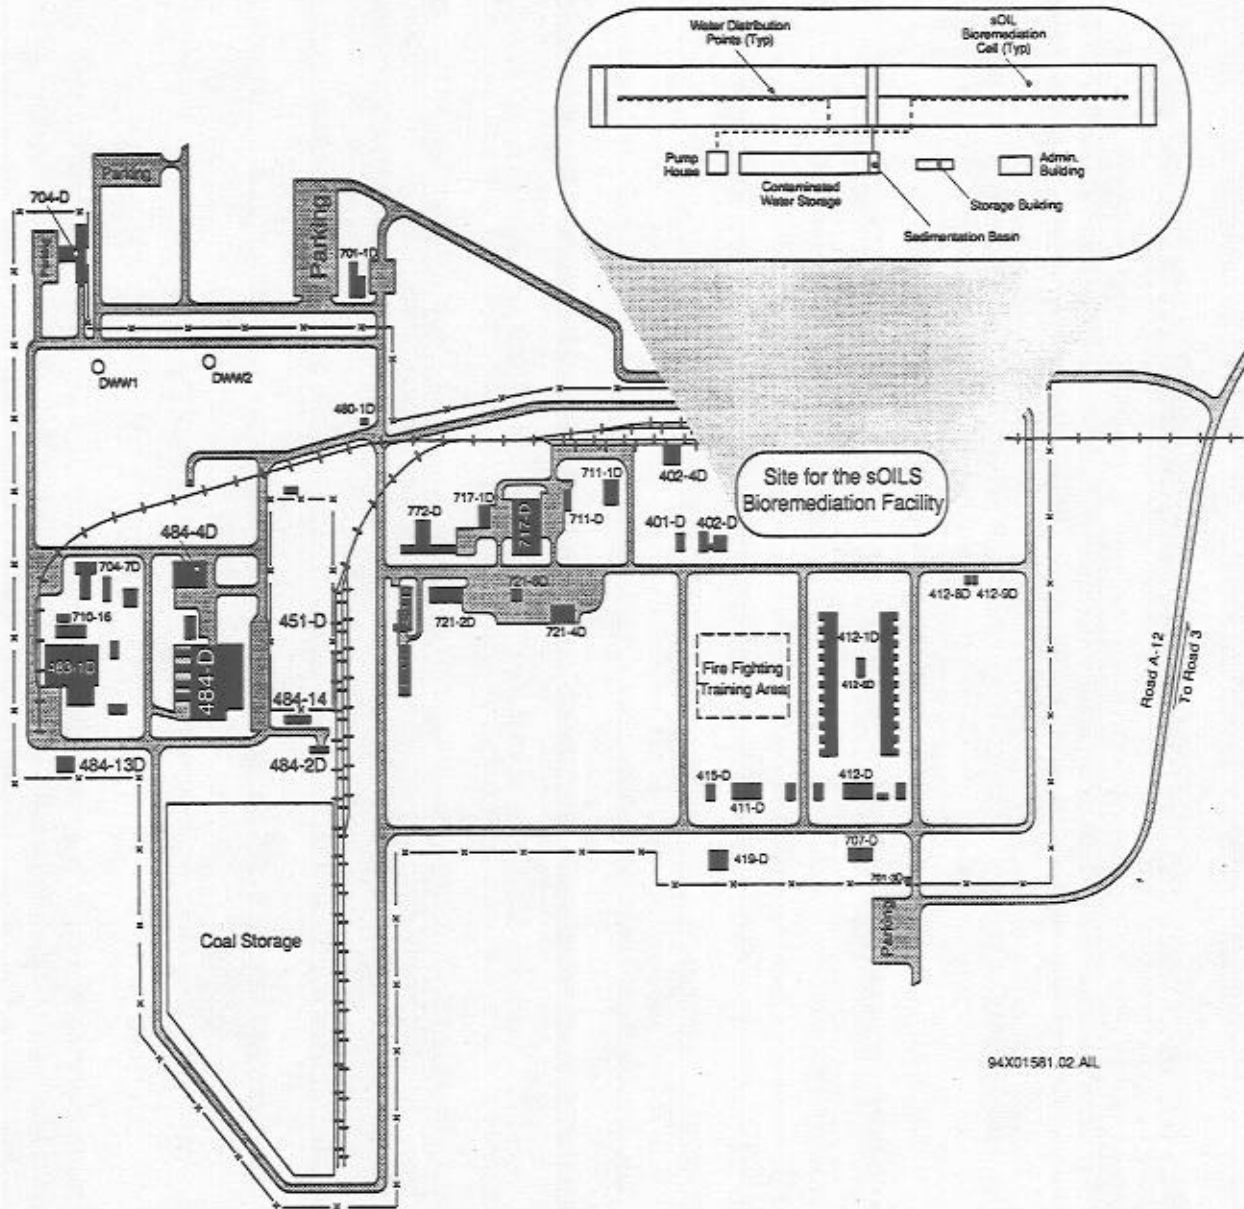 Water Distribution
Points (Typ)
sOIL
Bioremediation
Cell (Typ)
Pump
House
Contaminated
Water Storage
Storage Building
Admin.
Building
Sedimentation Basin
Parking
704-D
Parking
701-1D
DWW1
DWW2
480-1D
Site for the sOILS
Bioremediation Facility
402-4D
711-1D
717-1D
772-D
717-D
711-D
401-D
402-D
484-4D
704-7D
710-16
451-D
721-6D
721-2D
721-4D
412-8D
412-9D
412-1D
Fire Fighting
Training Area
484-D
484-14
484-13D
484-2D
415-D
411-D
412-D
419-D
707-D
Road A-12
To Road 3
Parking
Coal Storage
94X01581.02.AIL